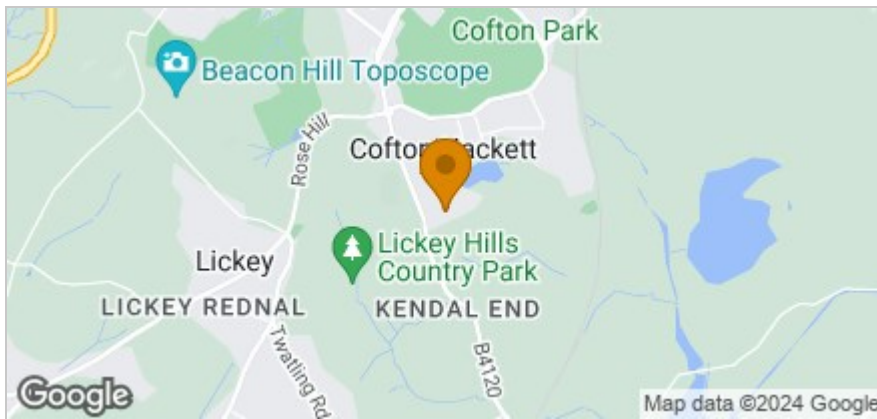 Cofton Park
Beacon Hill Toposcope
Rose Hill
Hackett
Lickey Hills
Country Park
Lickey
LICKEY REDNAL
KENDAL END
Twatling Rd
B4120
Google
Map data ©2024 Google